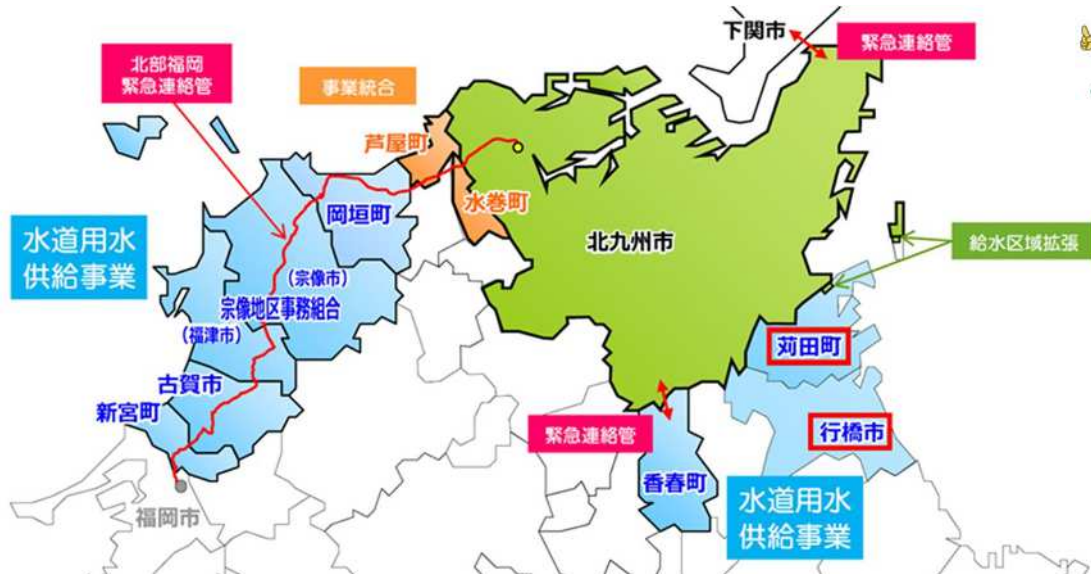 下関市
緊急連絡管
北部福岡
緊急連絡管
事業統合
芦屋町
水巻町
岡垣町
北九州市
水道用水
供給事業
給水区域拡張
(宗像市)
宗像地区事務組合
(福津市)
苅田町
古賀市
新宮町
行橋市
緊急連絡管
香春町
水道用水
供給事業
福岡市